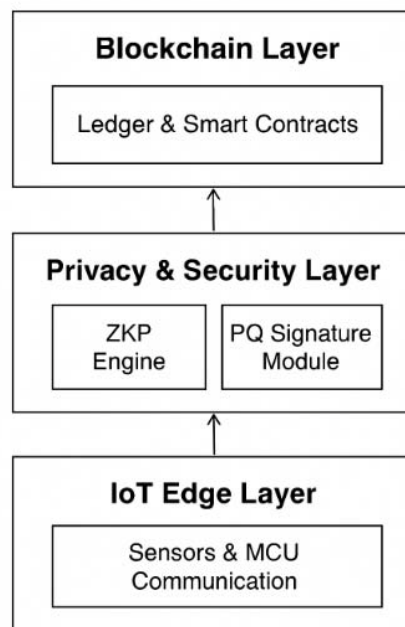 Blockchain Layer
Ledger & Smart Contracts
Privacy & Security Layer
ZKP
Engine
PQ Signature
Module
IoT Edge Layer
Sensors & MCU
Communication